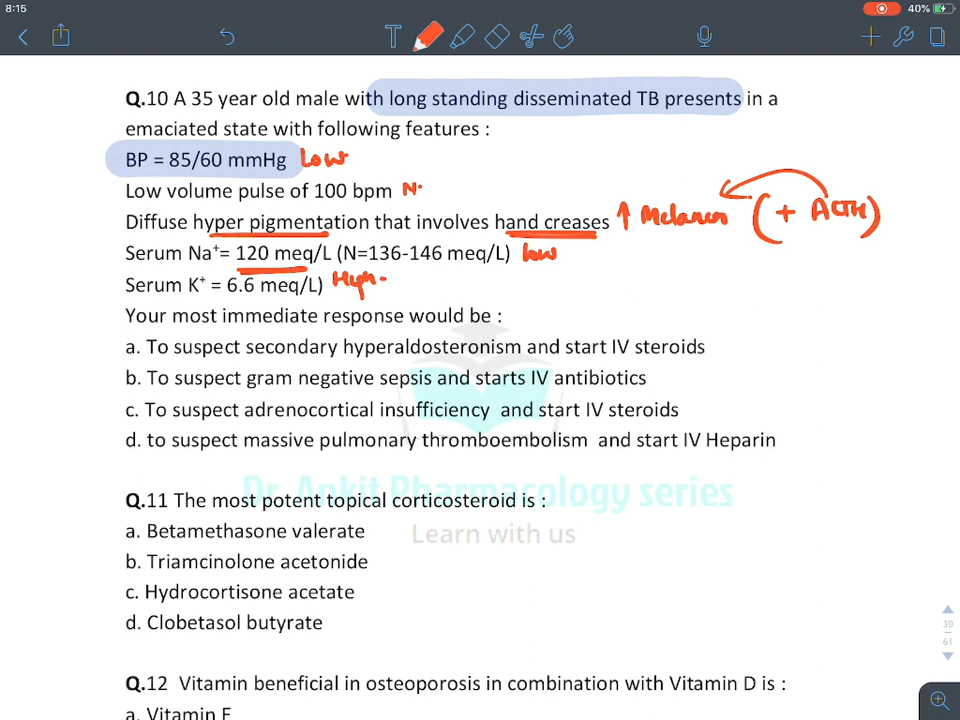 8:15
40%
T
Q.10 A 35 year old male with long standing disseminated TB presents in a
emaciated state with following features :
BP = 85/60 mmHg Low
Low volume pulse of 100 bpm N.
Diffuse hyper pigmentation that involves hand creases ↑ Melanin (+ ACTH)
Serum Na⁺= 120 meq/L (N=136-146 meq/L) low
Serum K⁺ = 6.6 meq/L) High
Your most immediate response would be :
a. To suspect secondary hyperaldosteronism and start IV steroids
b. To suspect gram negative sepsis and starts IV antibiotics
c. To suspect adrenocortical insufficiency and start IV steroids
d. to suspect massive pulmonary thromboembolism and start IV Heparin
Dr Ankit Pharmacology series
Learn with us
Q.11 The most potent topical corticosteroid is :
a. Betamethasone valerate
b. Triamcinolone acetonide
c. Hydrocortisone acetate
d. Clobetasol butyrate
30
61
Q.12 Vitamin beneficial in osteoporosis in combination with Vitamin D is :
a. Vitamin E